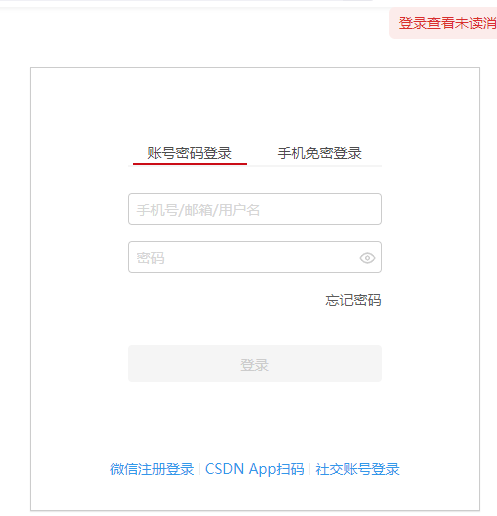 登录查看未读消
账号密码登录 手机免密登录
手机号/邮箱/用户名
密码
忘记密码
登录
微信注册登录 | CSDN App扫码 | 社交账号登录